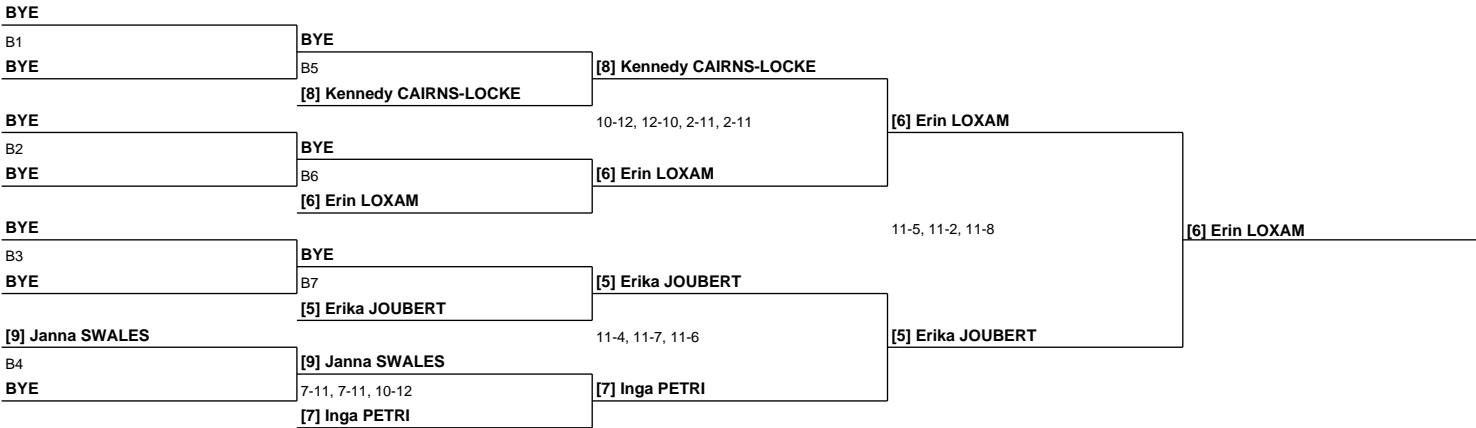 BYE
B1
BYE
BYE
B5
[8] Kennedy CAIRNS-LOCKE
[8] Kennedy CAIRNS-LOCKE
BYE
B2
BYE
BYE
B6
[6] Erin LOXAM
10-12, 12-10, 2-11, 2-11
[6] Erin LOXAM
[6] Erin LOXAM
BYE
B3
BYE
BYE
B7
[5] Erika JOUBERT
[5] Erika JOUBERT
11-5, 11-2, 11-8
[6] Erin LOXAM
[9] Janna SWALES
B4
BYE
[9] Janna SWALES
7-11, 7-11, 10-12
[7] Inga PETRI
11-4, 11-7, 11-6
[7] Inga PETRI
[5] Erika JOUBERT